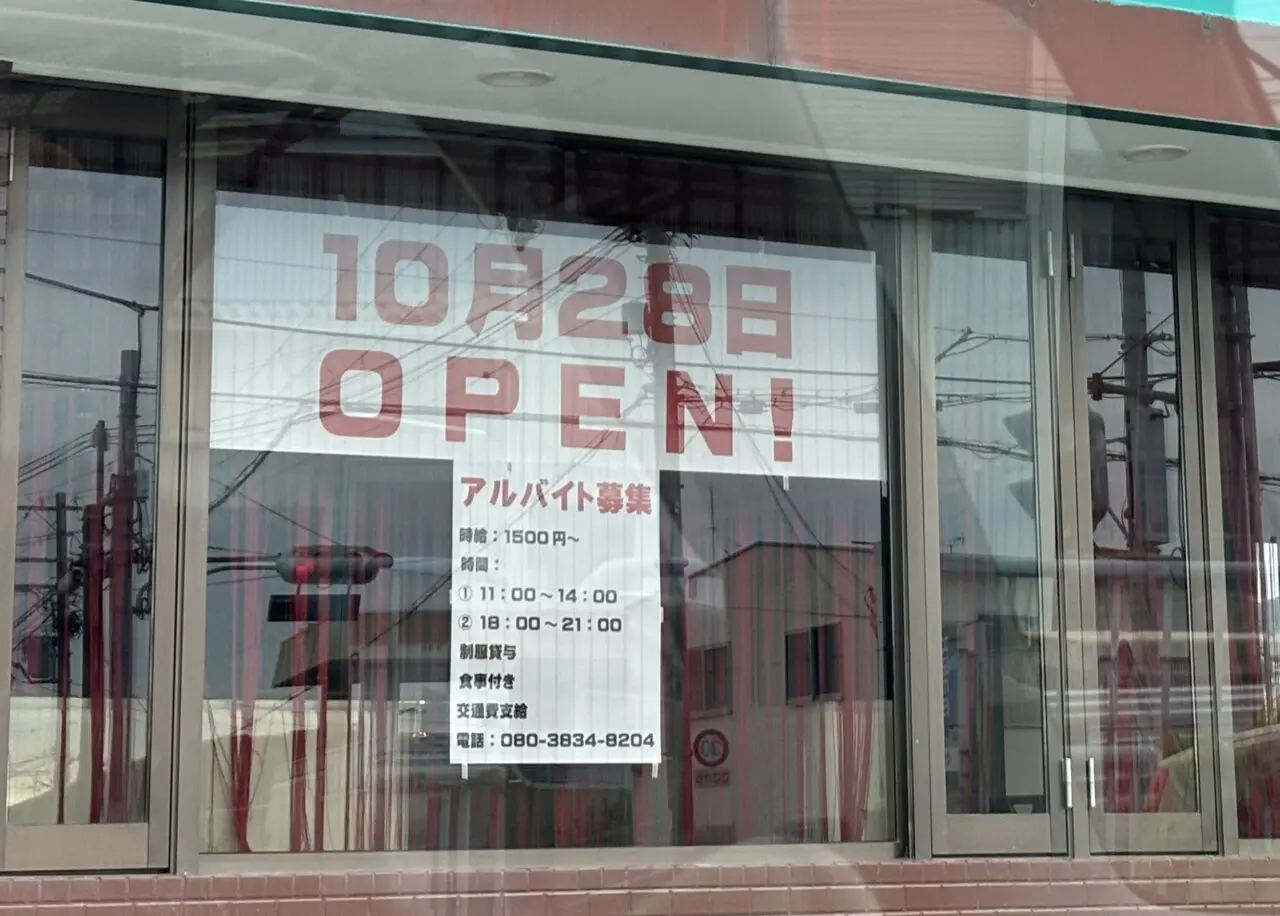 10月28日
OPEN!
アルバイト募集
時給：1500円～
時間：
① 11：00～14：00
② 18：00～21：00
制服貸与
食事付き
交通費支給
電話：080-3834-8204